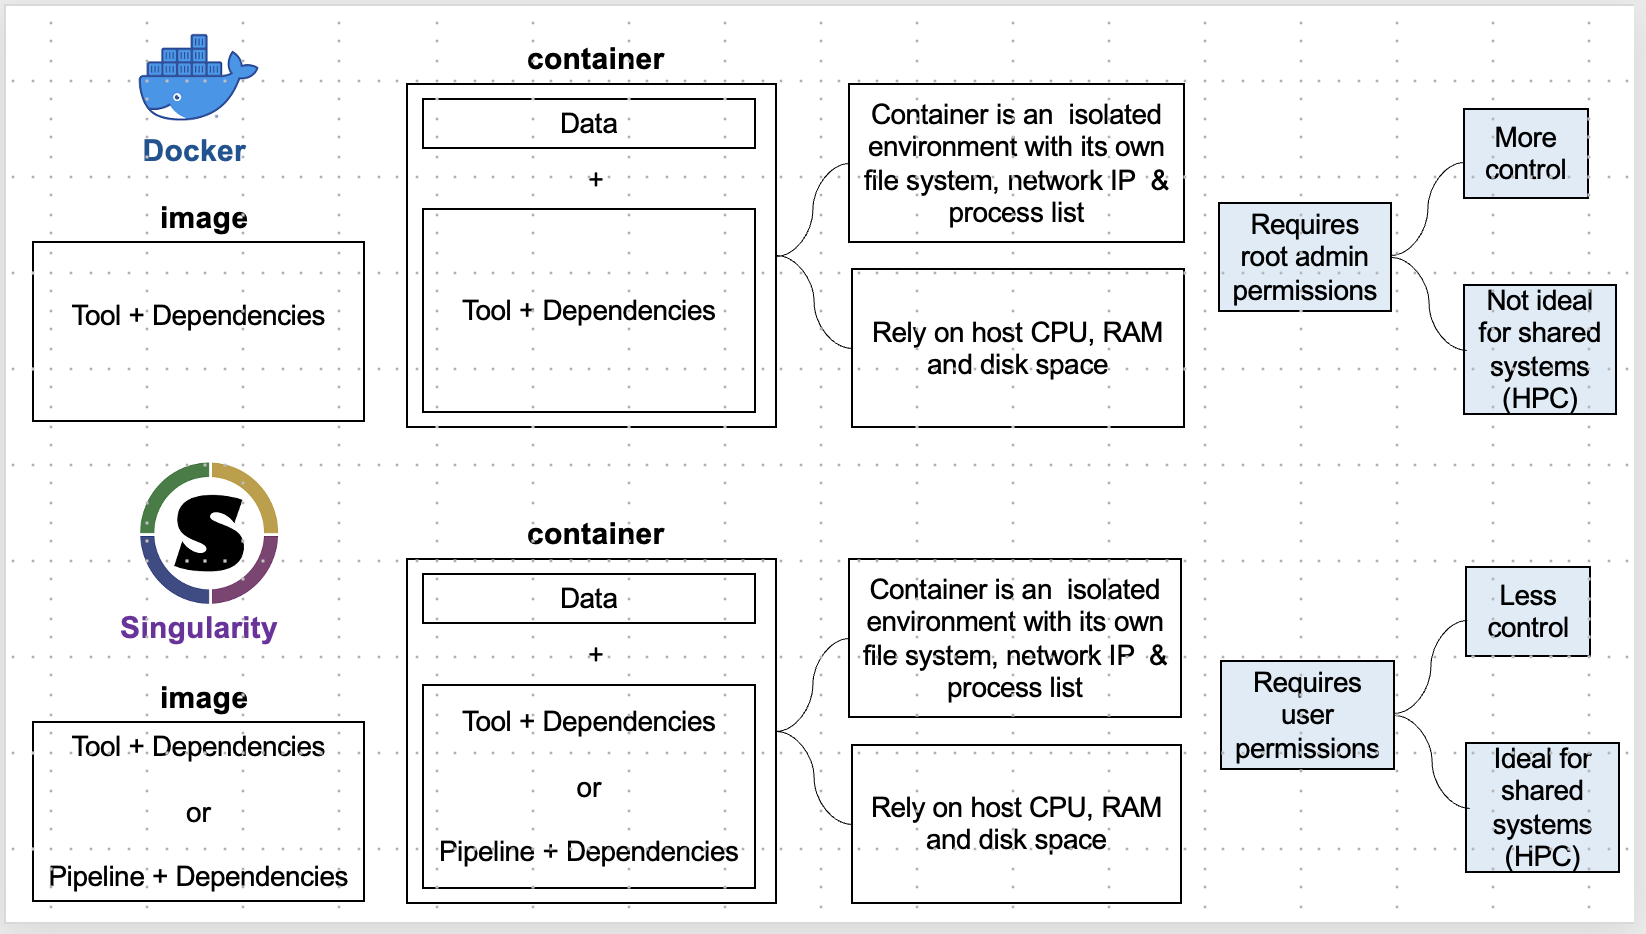 Docker
image
Tool + Dependencies
container
Data
+
Tool + Dependencies
Container is an isolated
environment with its own
file system, network IP &
process list
Rely on host CPU, RAM
and disk space
Requires
root admin
permissions
More
control
Not ideal
for shared
systems
(HPC)
S
Singularity
image
Tool + Dependencies
or
Pipeline + Dependencies
container
Data
+
Tool + Dependencies
or
Pipeline + Dependencies
Container is an isolated
environment with its own
file system, network IP &
process list
Rely on host CPU, RAM
and disk space
Requires
user
permissions
Less
control
Ideal for
shared
systems
(HPC)